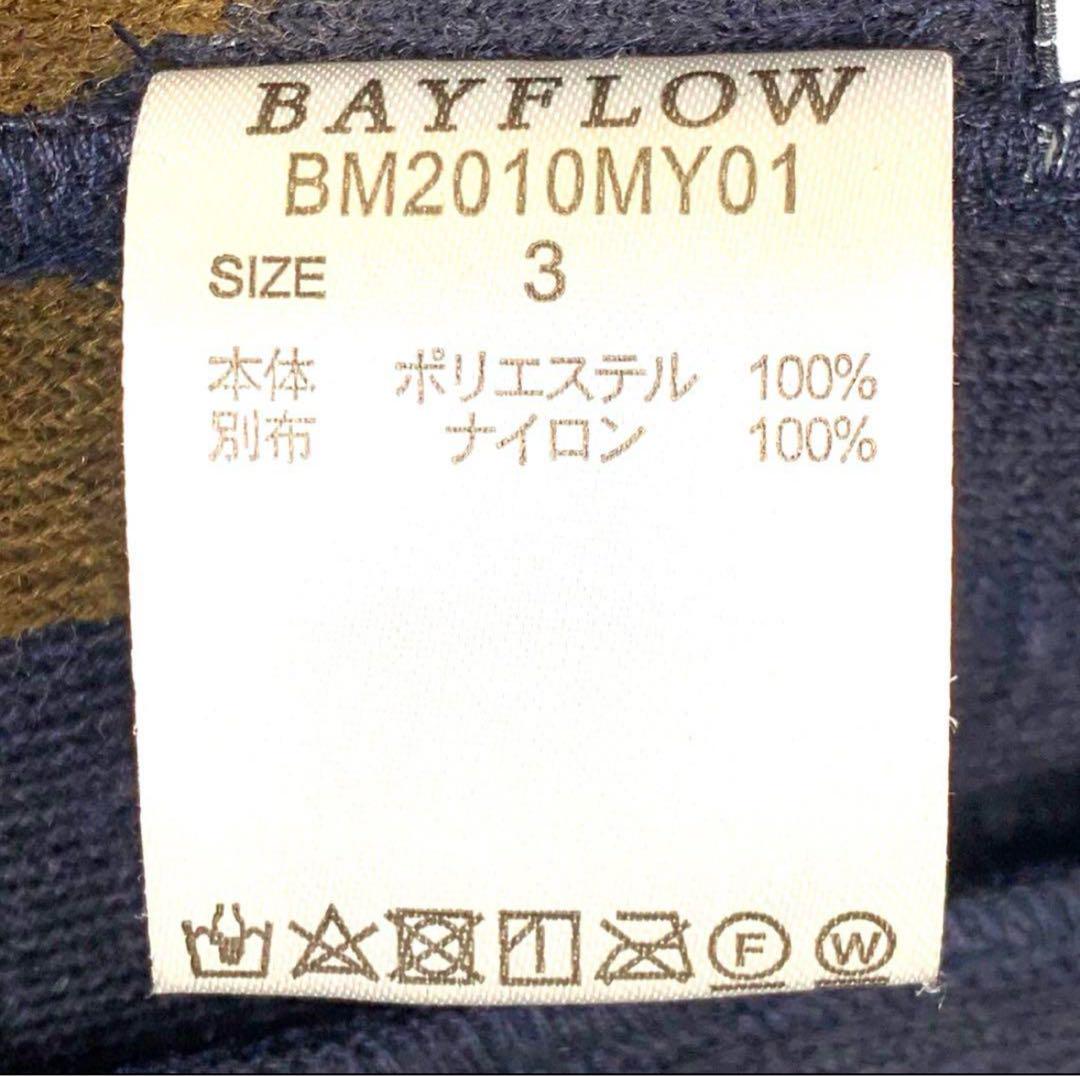 BAYFLOW
BM2010MY01
SIZE 3
本体 ポリエステル 100%
別布 ナイロン 100%
F W